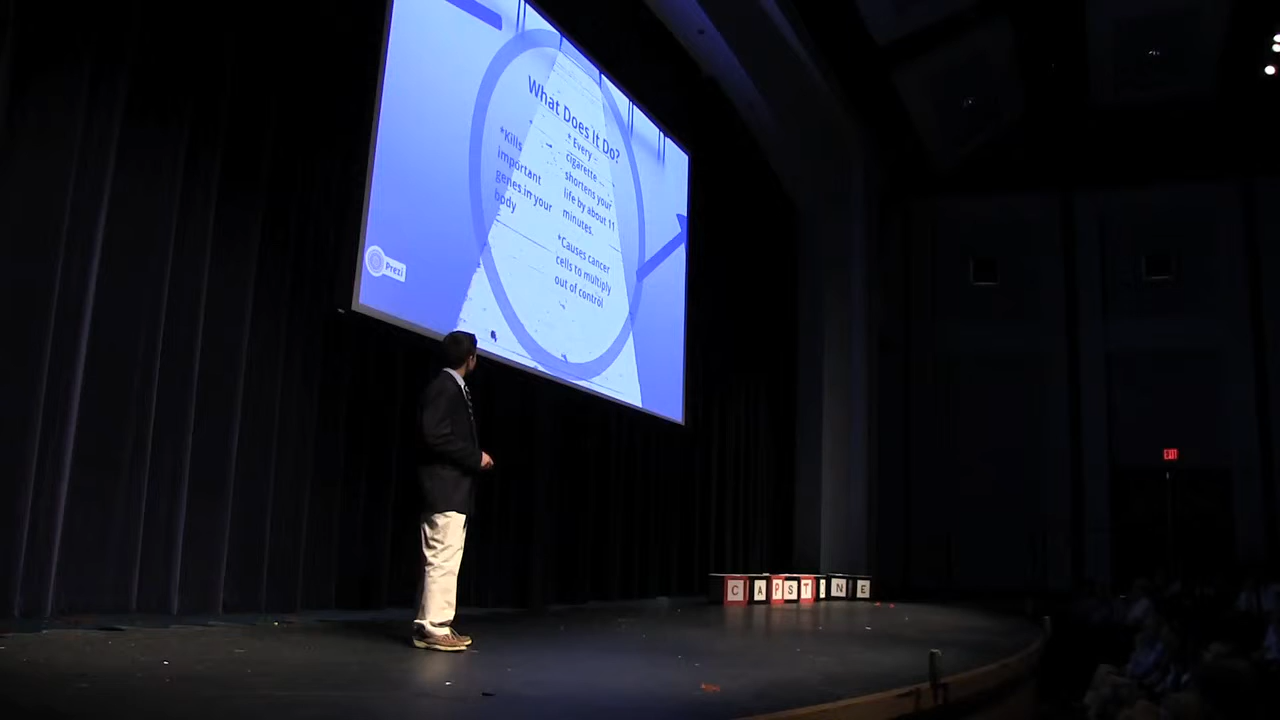 What Does It Do?
*Kills
important
genes in your
body
* Every
cigarette
shortens your
life by about 11
minutes.
*Causes cancer
cells to multiply
out of control
Prezi
EXIT
CAPSTONE